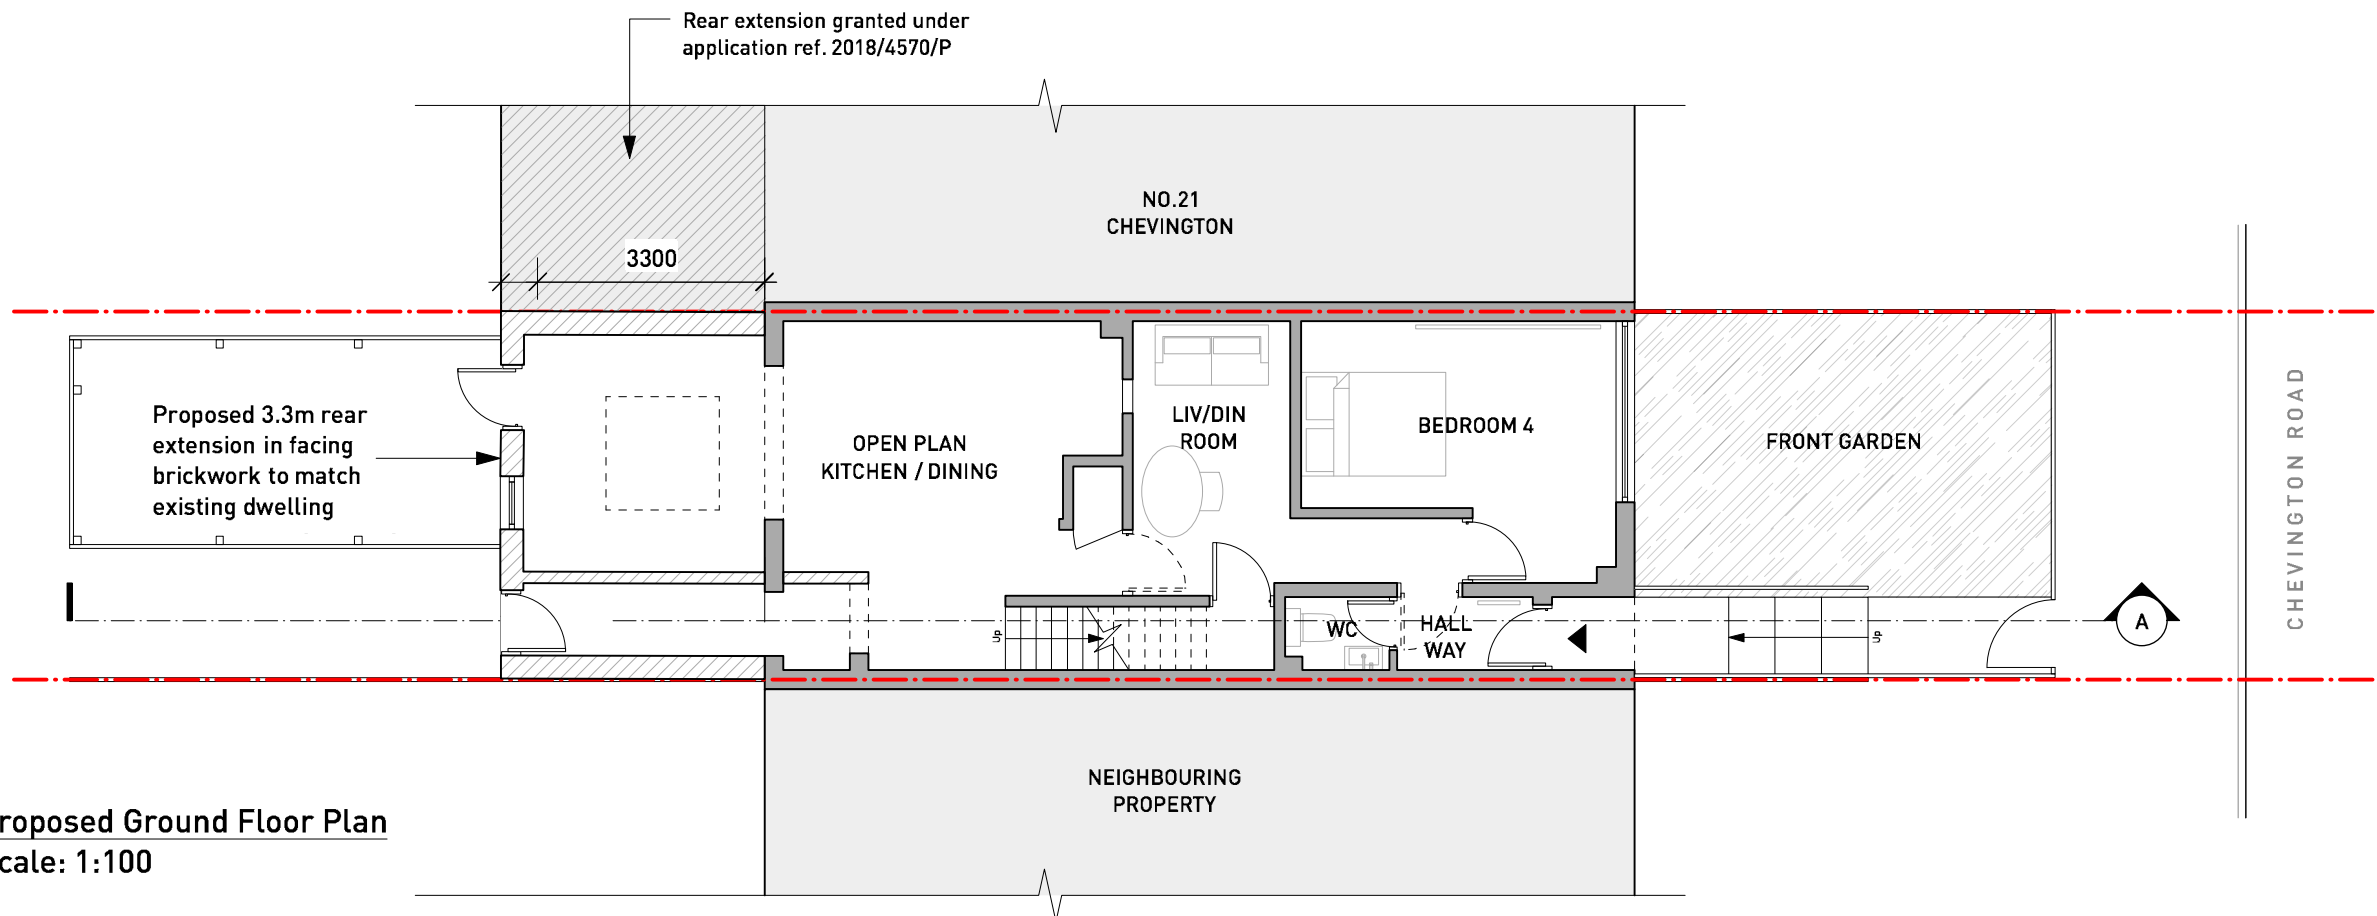 Rear extension granted under
application ref. 2018/4570/P
NO.21
CHEVINGTON
3300
Proposed 3.3m rear
extension in facing
brickwork to match
existing dwelling
OPEN PLAN
KITCHEN / DINING
LIV/DIN
ROOM
BEDROOM 4
FRONT GARDEN
CHEVINGTON ROAD
Up
WC
HALL
WAY
Up
A
NEIGHBOURING
PROPERTY
roposed Ground Floor Plan
cale: 1:100